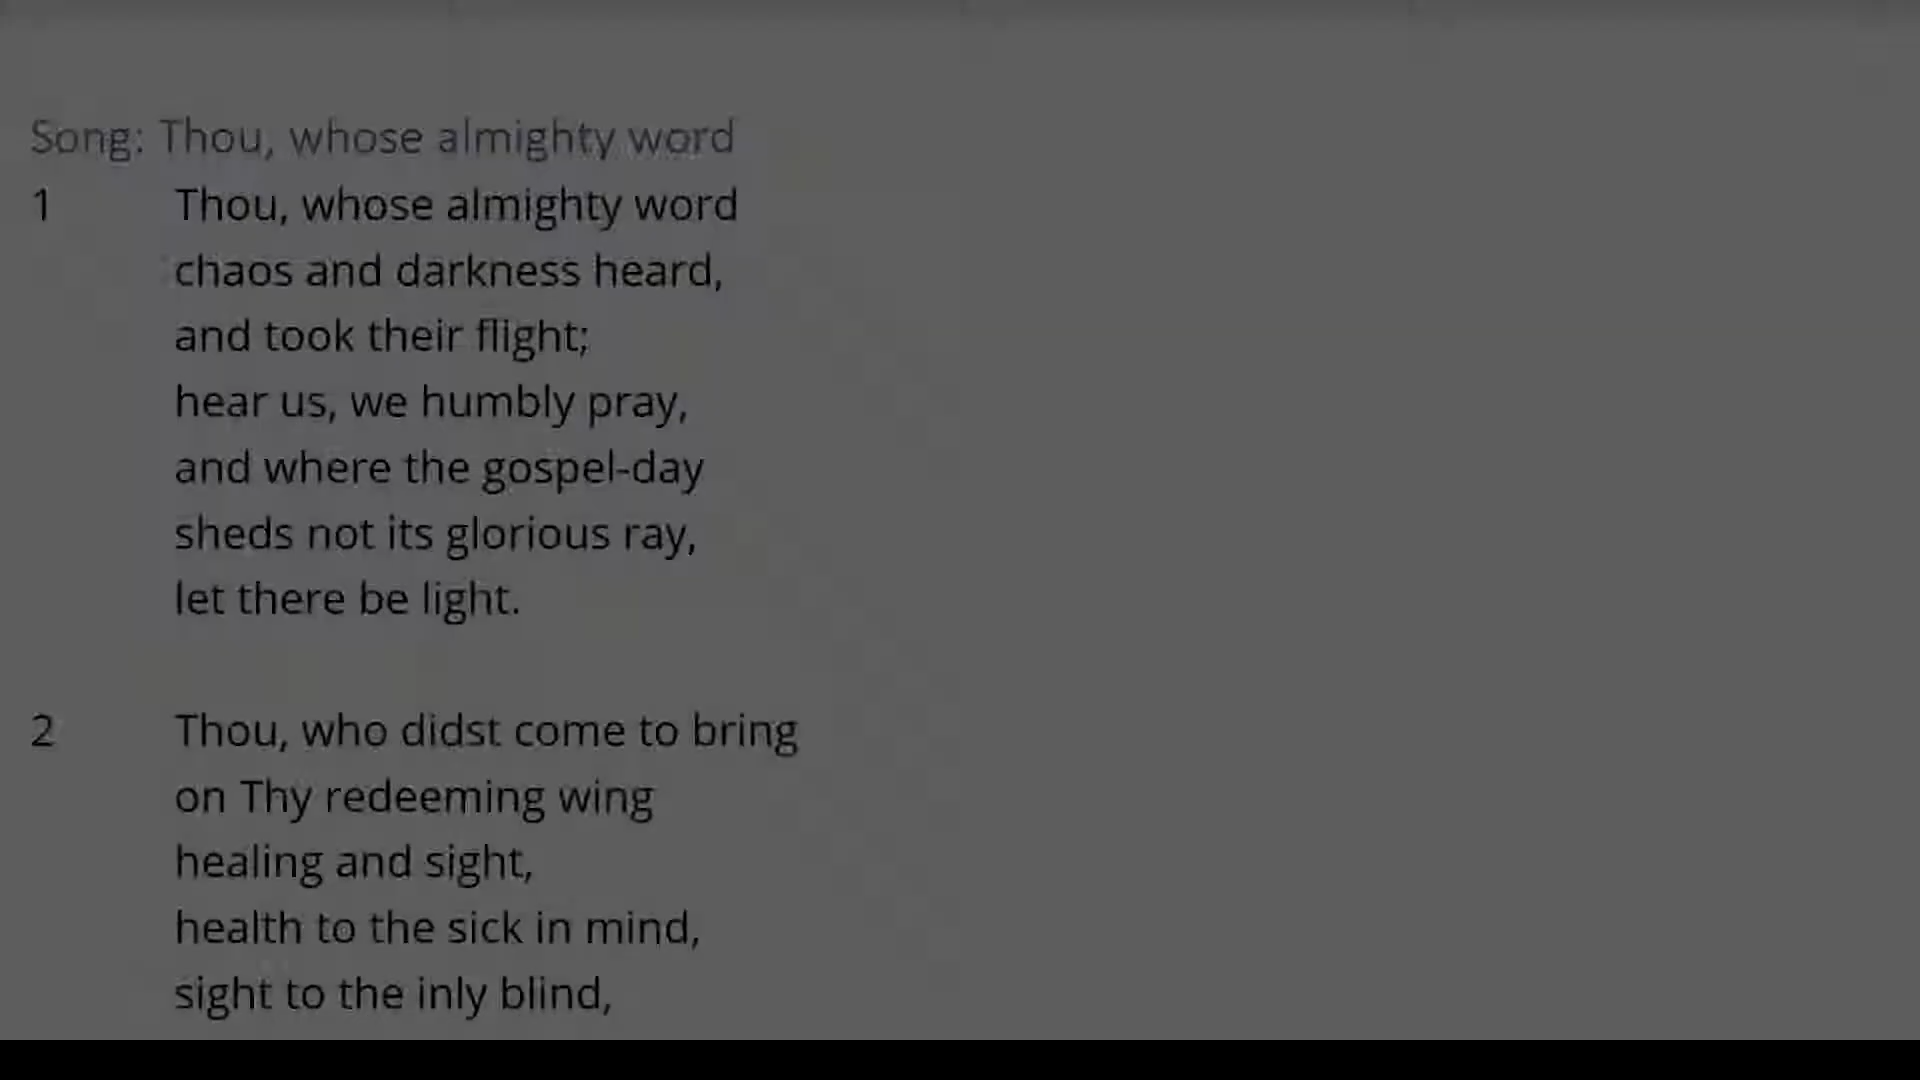 Song: Thou, whose almighty word
1 Thou, whose almighty word
chaos and darkness heard,
and took their flight;
hear us, we humbly pray,
and where the gospel-day
sheds not its glorious ray,
let there be light.
2 Thou, who didst come to bring
on Thy redeeming wing
healing and sight,
health to the sick in mind,
sight to the inly blind,